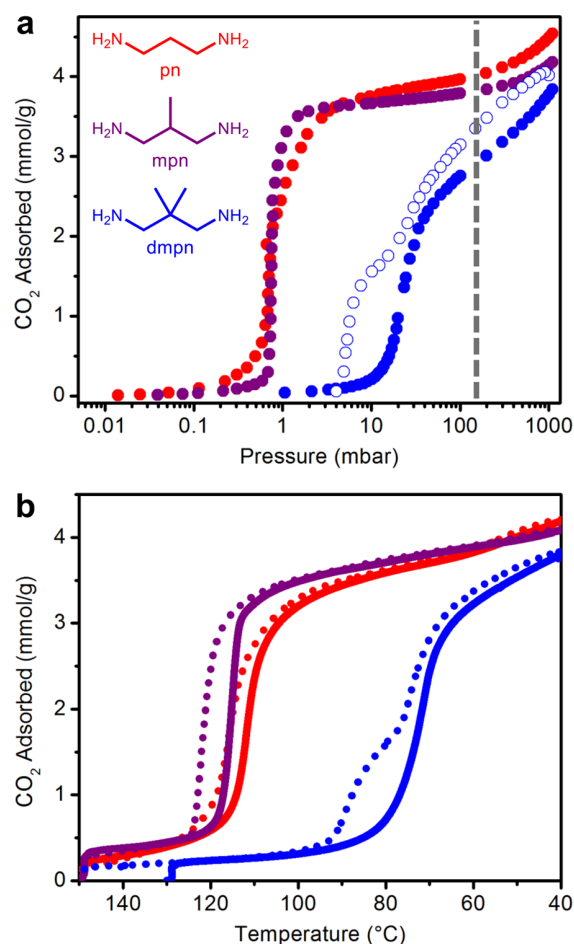 a
H₂N NH₂
pn
H₂N NH₂
mpn
H₂N NH₂
dmpn
CO₂ Adsorbed (mmol/g)
4
3
2
1
0
0.01 0.1 1 10 100 1000
Pressure (mbar)
b
CO₂ Adsorbed (mmol/g)
4
3
2
1
0
140 120 100 80 60 40
Temperature (°C)